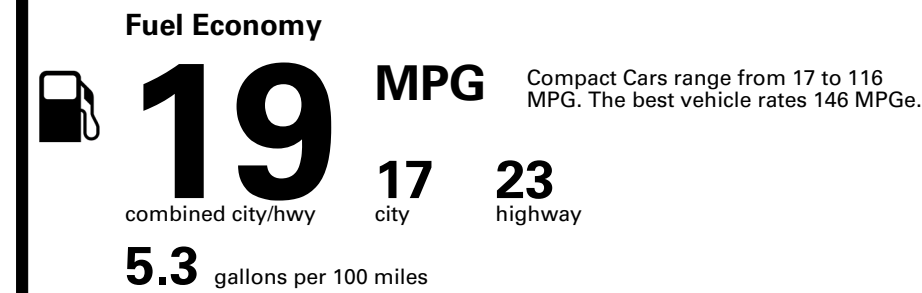 Fuel Economy
19 MPG
Compact Cars range from 17 to 116
MPG. The best vehicle rates 146 MPGe.
17 23
combined city/hwy city highway
5.3 gallons per 100 miles